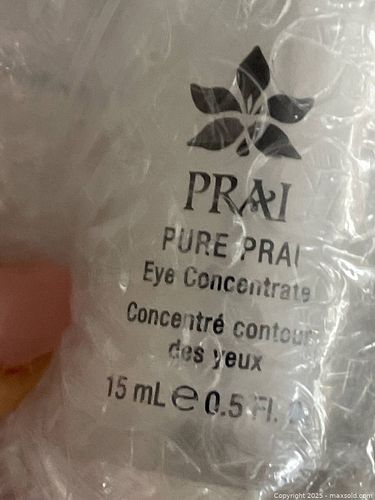 PRAI
PURE PRAI
Eye Concentrate
Concentré contour
des yeux
15 mL ℮ 0.5 Fl.
Copyright 2025 - maxsold.com